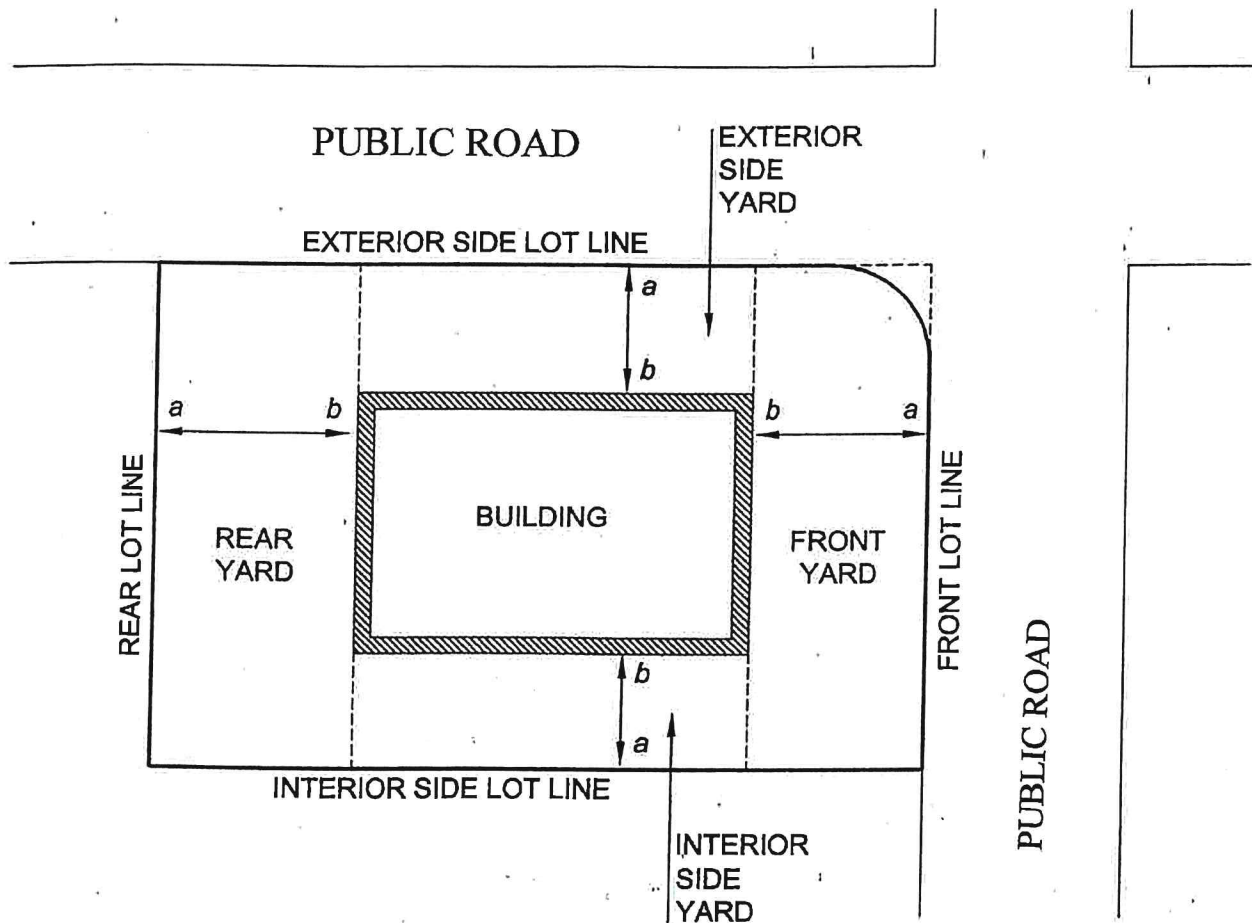 PUBLIC ROAD
EXTERIOR
SIDE
YARD
EXTERIOR SIDE LOT LINE
a
b
a
b
b
a
REAR LOT LINE
REAR
YARD
BUILDING
FRONT
YARD
FRONT LOT LINE
b
a
INTERIOR SIDE LOT LINE
PUBLIC ROAD
INTERIOR
SIDE
YARD